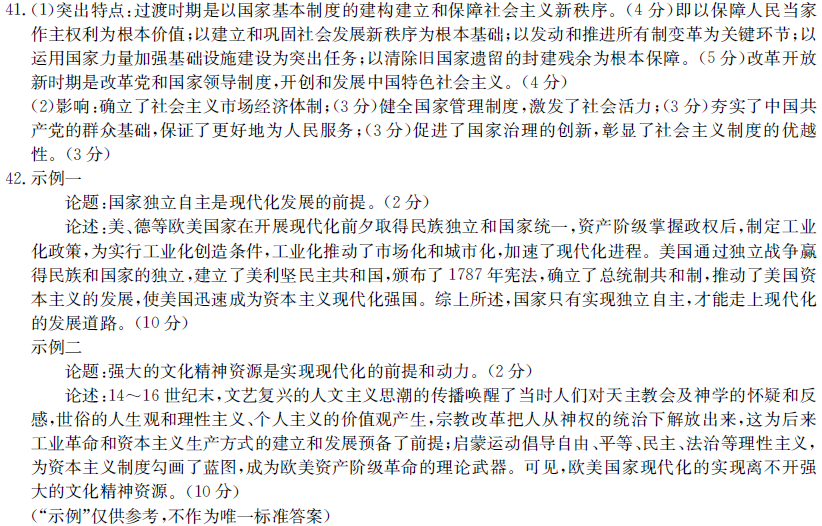 41. (1)突出特点:过渡时期是以国家基本制度的建构建立和保障社会主义新秩序。(4分)即以保障人民当家
作主权利为根本价值;以建立和巩固社会发展新秩序为根本基础;以发动和推进所有制变革为关键环节;以
运用国家力量加强基础设施建设为突出任务;以清除旧国家遗留的封建残余为根本保障。(5分)改革开放
新时期是改革党和国家领导制度,开创和发展中国特色社会主义。(4分)
(2)影响:确立了社会主义市场经济体制;(3分)健全国家管理制度,激发了社会活力;(3分)夯实了中国共
产党的群众基础,保证了更好地为人民服务;(3分)促进了国家治理的创新,彰显了社会主义制度的优越
性。(3分)
42. 示例一
论题:国家独立自主是现代化发展的前提。(2分)
论述:美、德等欧美国家在开展现代化前夕取得民族独立和国家统一,资产阶级掌握政权后,制定工业
化政策,为实行工业化创造条件,工业化推动了市场化和城市化,加速了现代化进程。美国通过独立战争赢
得民族和国家的独立,建立了美利坚民主共和国,颁布了1787年宪法,确立了总统制共和制,推动了美国资
本主义的发展,使美国迅速成为资本主义现代化强国。综上所述,国家只有实现独立自主,才能走上现代化
的发展道路。(10分)
示例二
论题:强大的文化精神资源是实现现代化的前提和动力。(2分)
论述:14～16世纪末,文艺复兴的人文主义思潮的传播唤醒了当时人们对天主教会及神学的怀疑和反
感,世俗的人生观和理性主义、个人主义的价值观产生,宗教改革把人从神权的统治下解放出来,这为后来
工业革命和资本主义生产方式的建立和发展预备了前提;启蒙运动倡导自由、平等、民主、法治等理性主义,
为资本主义制度勾画了蓝图,成为欧美资产阶级革命的理论武器。可见,欧美国家现代化的实现离不开强
大的文化精神资源。(10分)
(“示例”仅供参考,不作为唯一标准答案)